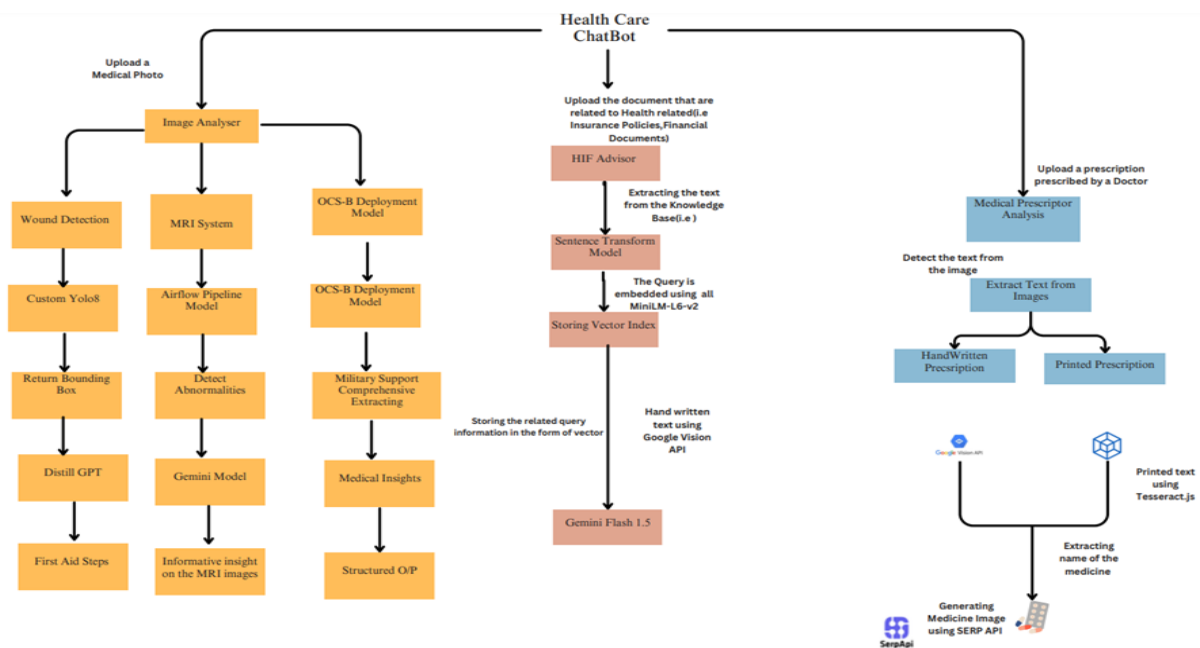 Health Care
ChatBot
Upload a
Medical Photo
Image Analyser
Wound Detection
Custom Yolo8
Return Bounding
Box
Distill GPT
First Aid Steps
MRI System
Airflow Pipeline
Model
Detect
Abnormalities
Gemini Model
Informative insight
on the MRI images
OCS-B Deployment
Model
OCS-B Deployment
Model
Military Support
Comprehensive
Extracting
Medical Insights
Structured O/P
Upload the document that are
related to Health related(i.e
Insurance Policies,Financial
Documents)
HIF Advisor
Extracting the text
from the Knowledge
Base(i.e )
Sentence Transform
Model
The Query is
embedded using all
MiniLM-L6-v2
Storing Vector Index
Storing the related query
information in the form of vector
Hand written
text using
Google Vision
API
Gemini Flash 1.5
Upload a prescription
prescribed by a Doctor
Medical Prescriptor
Analysis
Detect the text from
the image
Extract Text from
Images
HandWritten
Precsription
Printed Prescription
Google Vision API
Printed text
using
Tesseract.js
Extracting
name of the
medicine
Generating
Medicine Image
using SERP API
SerpApi